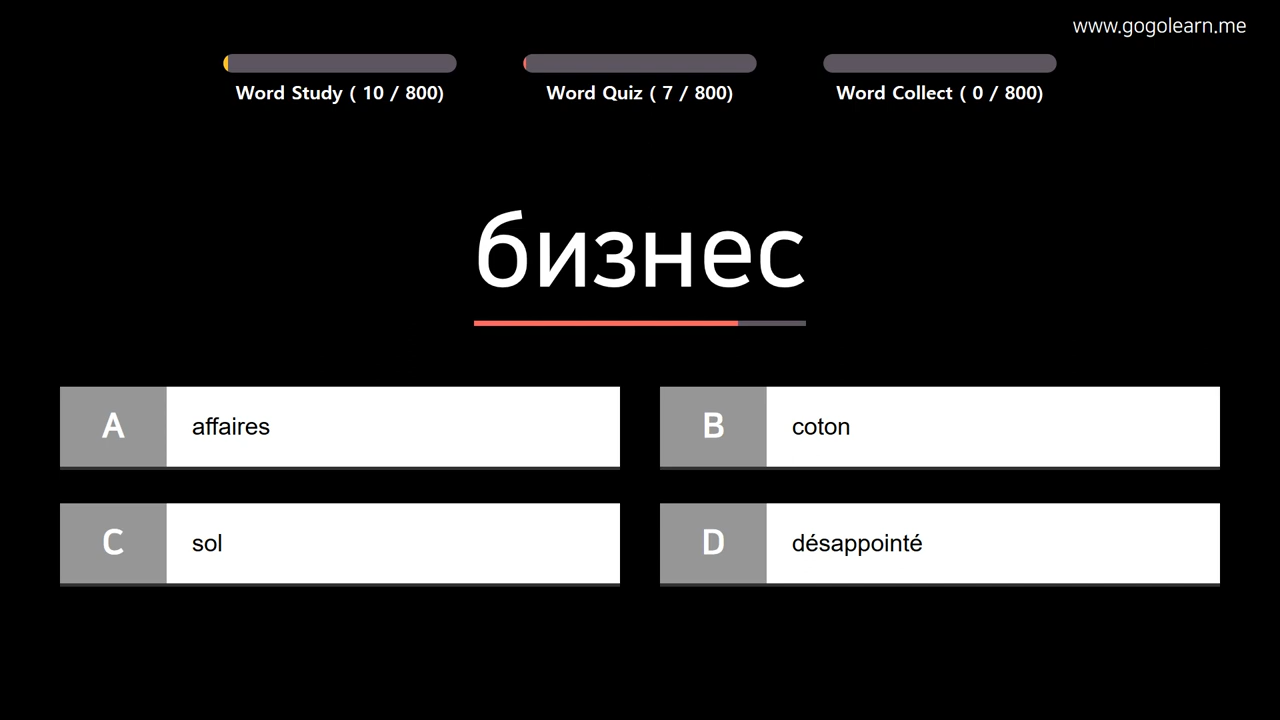 www.gogolearn.me
Word Study ( 10 / 800)
Word Quiz ( 7 / 800)
Word Collect ( 0 / 800)
бизнес
A affaires
B coton
C sol
D désappointé